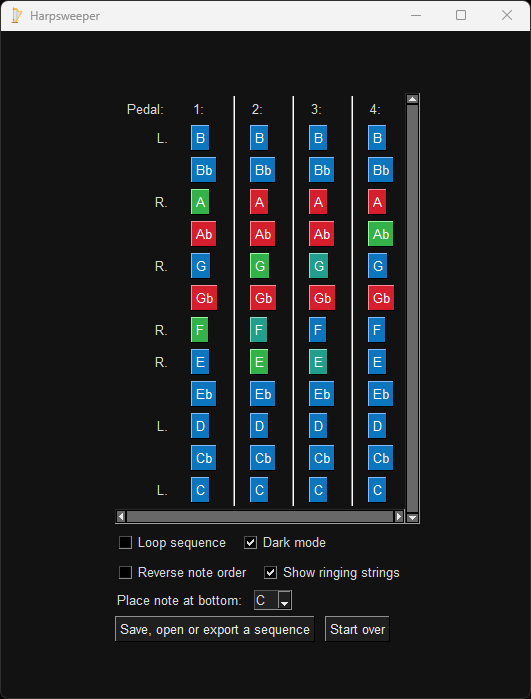 Harpsweeper
Pedal: 1: 2: 3: 4:
L. B B B B
Bb Bb Bb Bb
R. A A A A
Ab Ab Ab Ab
R. G G G G
Gb Gb Gb Gb
R. F F F F
R. E E E E
Eb Eb Eb Eb
L. D D D D
Cb Cb Cb Cb
L. C C C C
Loop sequence Dark mode
Reverse note order Show ringing strings
Place note at bottom: C
Save, open or export a sequence Start over